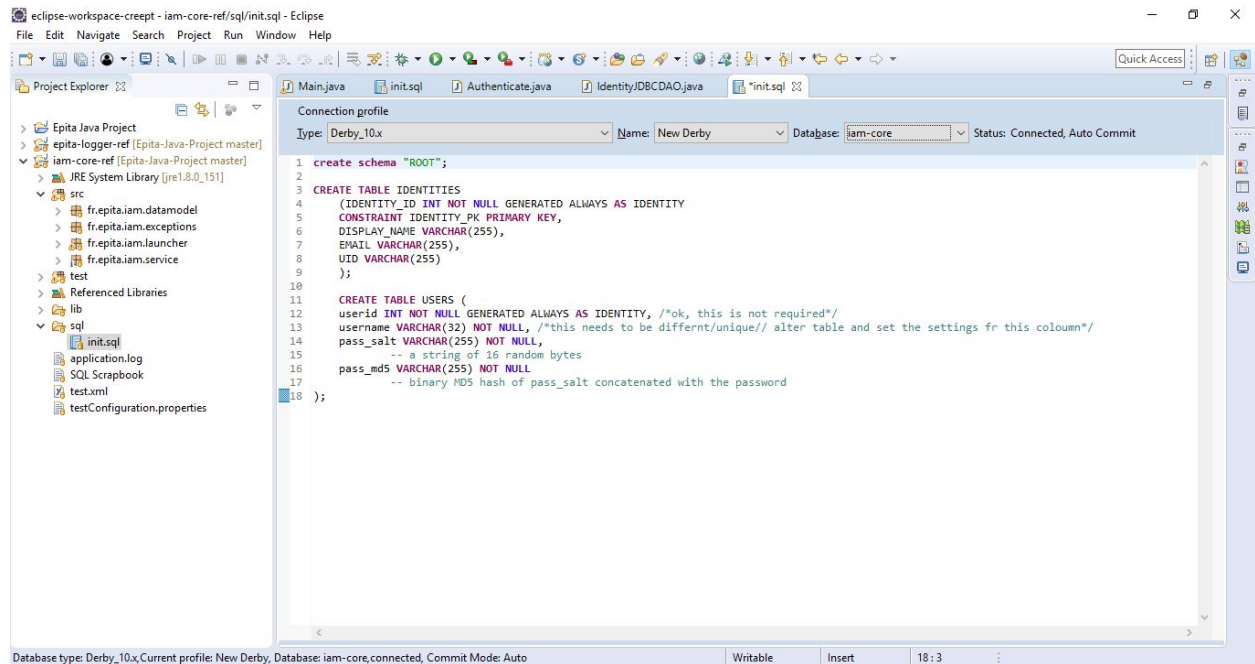 eclipse-workspace-creept - iam-core-ref/sql/init.sql - Eclipse
File Edit Navigate Search Project Run Window Help
Quick Access
Project Explorer
Main.java init.sql Authenticate.java IdentityJDBCDAO.java *init.sql
Connection profile
Type: Derby_10.x Name: New Derby Database: iam-core Status: Connected, Auto Commit
Epita Java Project
epita-logger-ref [Epita-Java-Project master]
iam-core-ref [Epita-Java-Project master]
JRE System Library [jre1.8.0_151]
src
fr.epita.iam.datamodel
fr.epita.iam.exceptions
fr.epita.iam.launcher
fr.epita.iam.service
test
Referenced Libraries
lib
sql
init.sql
application.log
SQL Scrapbook
test.xml
testConfiguration.properties
1 create schema "ROOT";
2
3 CREATE TABLE IDENTITIES
4 (IDENTITY_ID INT NOT NULL GENERATED ALWAYS AS IDENTITY
5 CONSTRAINT IDENTITY_PK PRIMARY KEY,
6 DISPLAY_NAME VARCHAR(255),
7 EMAIL VARCHAR(255),
8 UID VARCHAR(255)
9 );
10
11 CREATE TABLE USERS (
12 userid INT NOT NULL GENERATED ALWAYS AS IDENTITY, /*ok, this is not required*/
13 username VARCHAR(32) NOT NULL, /*this needs to be differnt/unique// alter table and set the settings fr this coloumn*/
14 pass_salt VARCHAR(255) NOT NULL,
15 -- a string of 16 random bytes
16 pass_md5 VARCHAR(255) NOT NULL
17 -- binary MD5 hash of pass_salt concatenated with the password
18 );
Database type: Derby_10.x,Current profile: New Derby, Database: iam-core,connected, Commit Mode: Auto Writable Insert 18 : 3